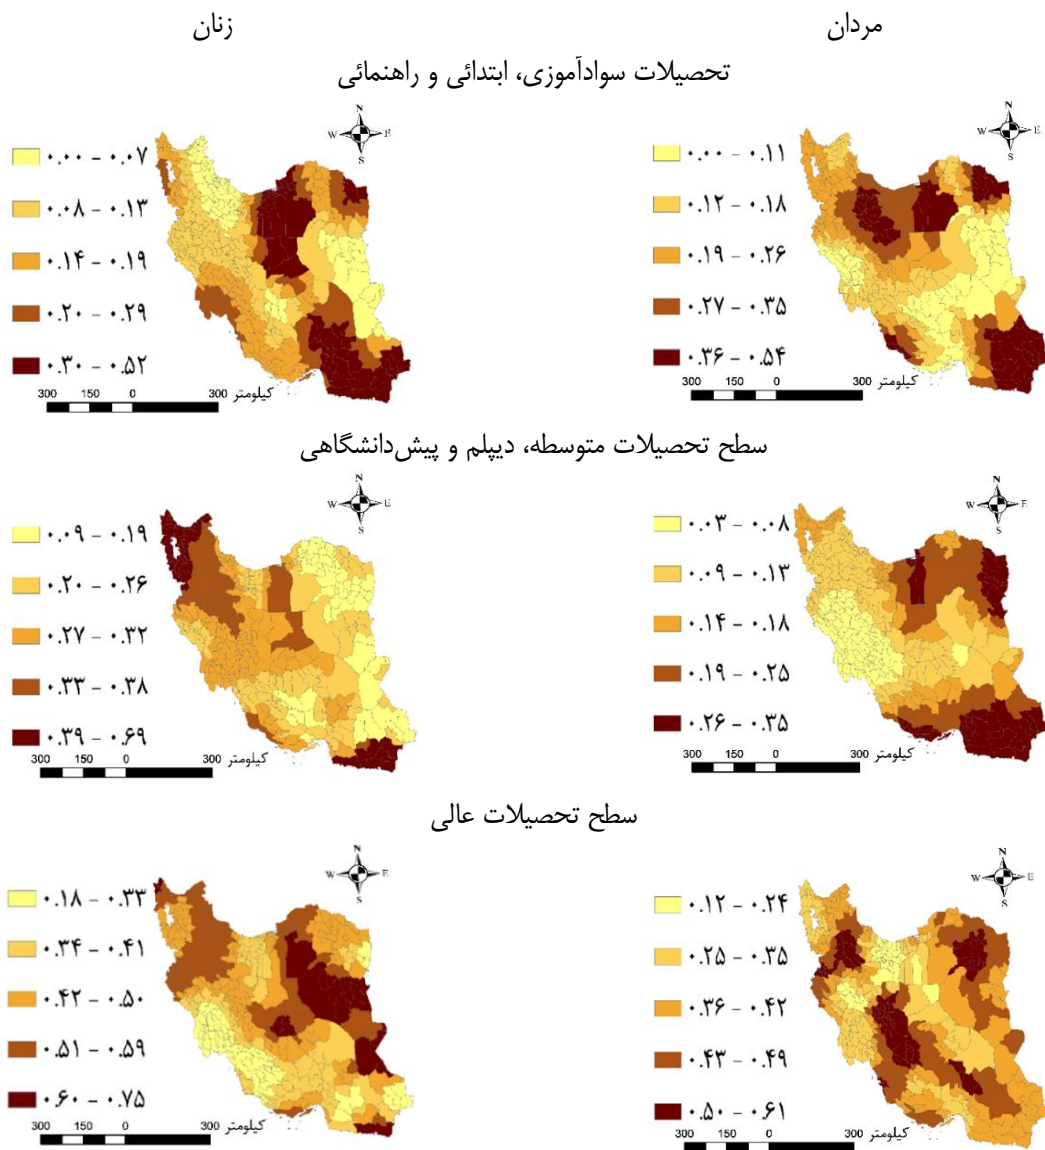 مردان
زنان
تحصیلات سوادآموزی، ابتدائی و راهنمائی
N
W E
S
۰.۰۰ - ۰.۱۱
۰.۱۲ - ۰.۱۸
۰.۱۹ - ۰.۲۶
۰.۲۷ - ۰.۳۵
۰.۳۶ - ۰.۵۴
300 150 0 300 کیلومتر
N
W E
S
۰.۰۰ - ۰.۰۷
۰.۰۸ - ۰.۱۳
۰.۱۴ - ۰.۱۹
۰.۲۰ - ۰.۲۹
۰.۳۰ - ۰.۵۲
300 150 0 300 کیلومتر
سطح تحصیلات متوسطه، دیپلم و پیش‌دانشگاهی
N
W E
S
۰.۰۳ - ۰.۰۸
۰.۰۹ - ۰.۱۳
۰.۱۴ - ۰.۱۸
۰.۱۹ - ۰.۲۵
۰.۲۶ - ۰.۳۵
300 150 0 300 کیلومتر
N
W E
S
۰.۰۹ - ۰.۱۹
۰.۲۰ - ۰.۲۶
۰.۲۷ - ۰.۳۲
۰.۳۳ - ۰.۳۸
۰.۳۹ - ۰.۶۹
300 150 0 300 کیلومتر
سطح تحصیلات عالی
N
W E
S
۰.۱۲ - ۰.۲۴
۰.۲۵ - ۰.۳۵
۰.۳۶ - ۰.۴۲
۰.۴۳ - ۰.۴۹
۰.۵۰ - ۰.۶۱
300 150 0 300 کیلومتر
N
W E
S
۰.۱۸ - ۰.۳۳
۰.۳۴ - ۰.۴۱
۰.۴۲ - ۰.۵۰
۰.۵۱ - ۰.۵۹
۰.۶۰ - ۰.۷۵
300 150 0 300 کیلومتر